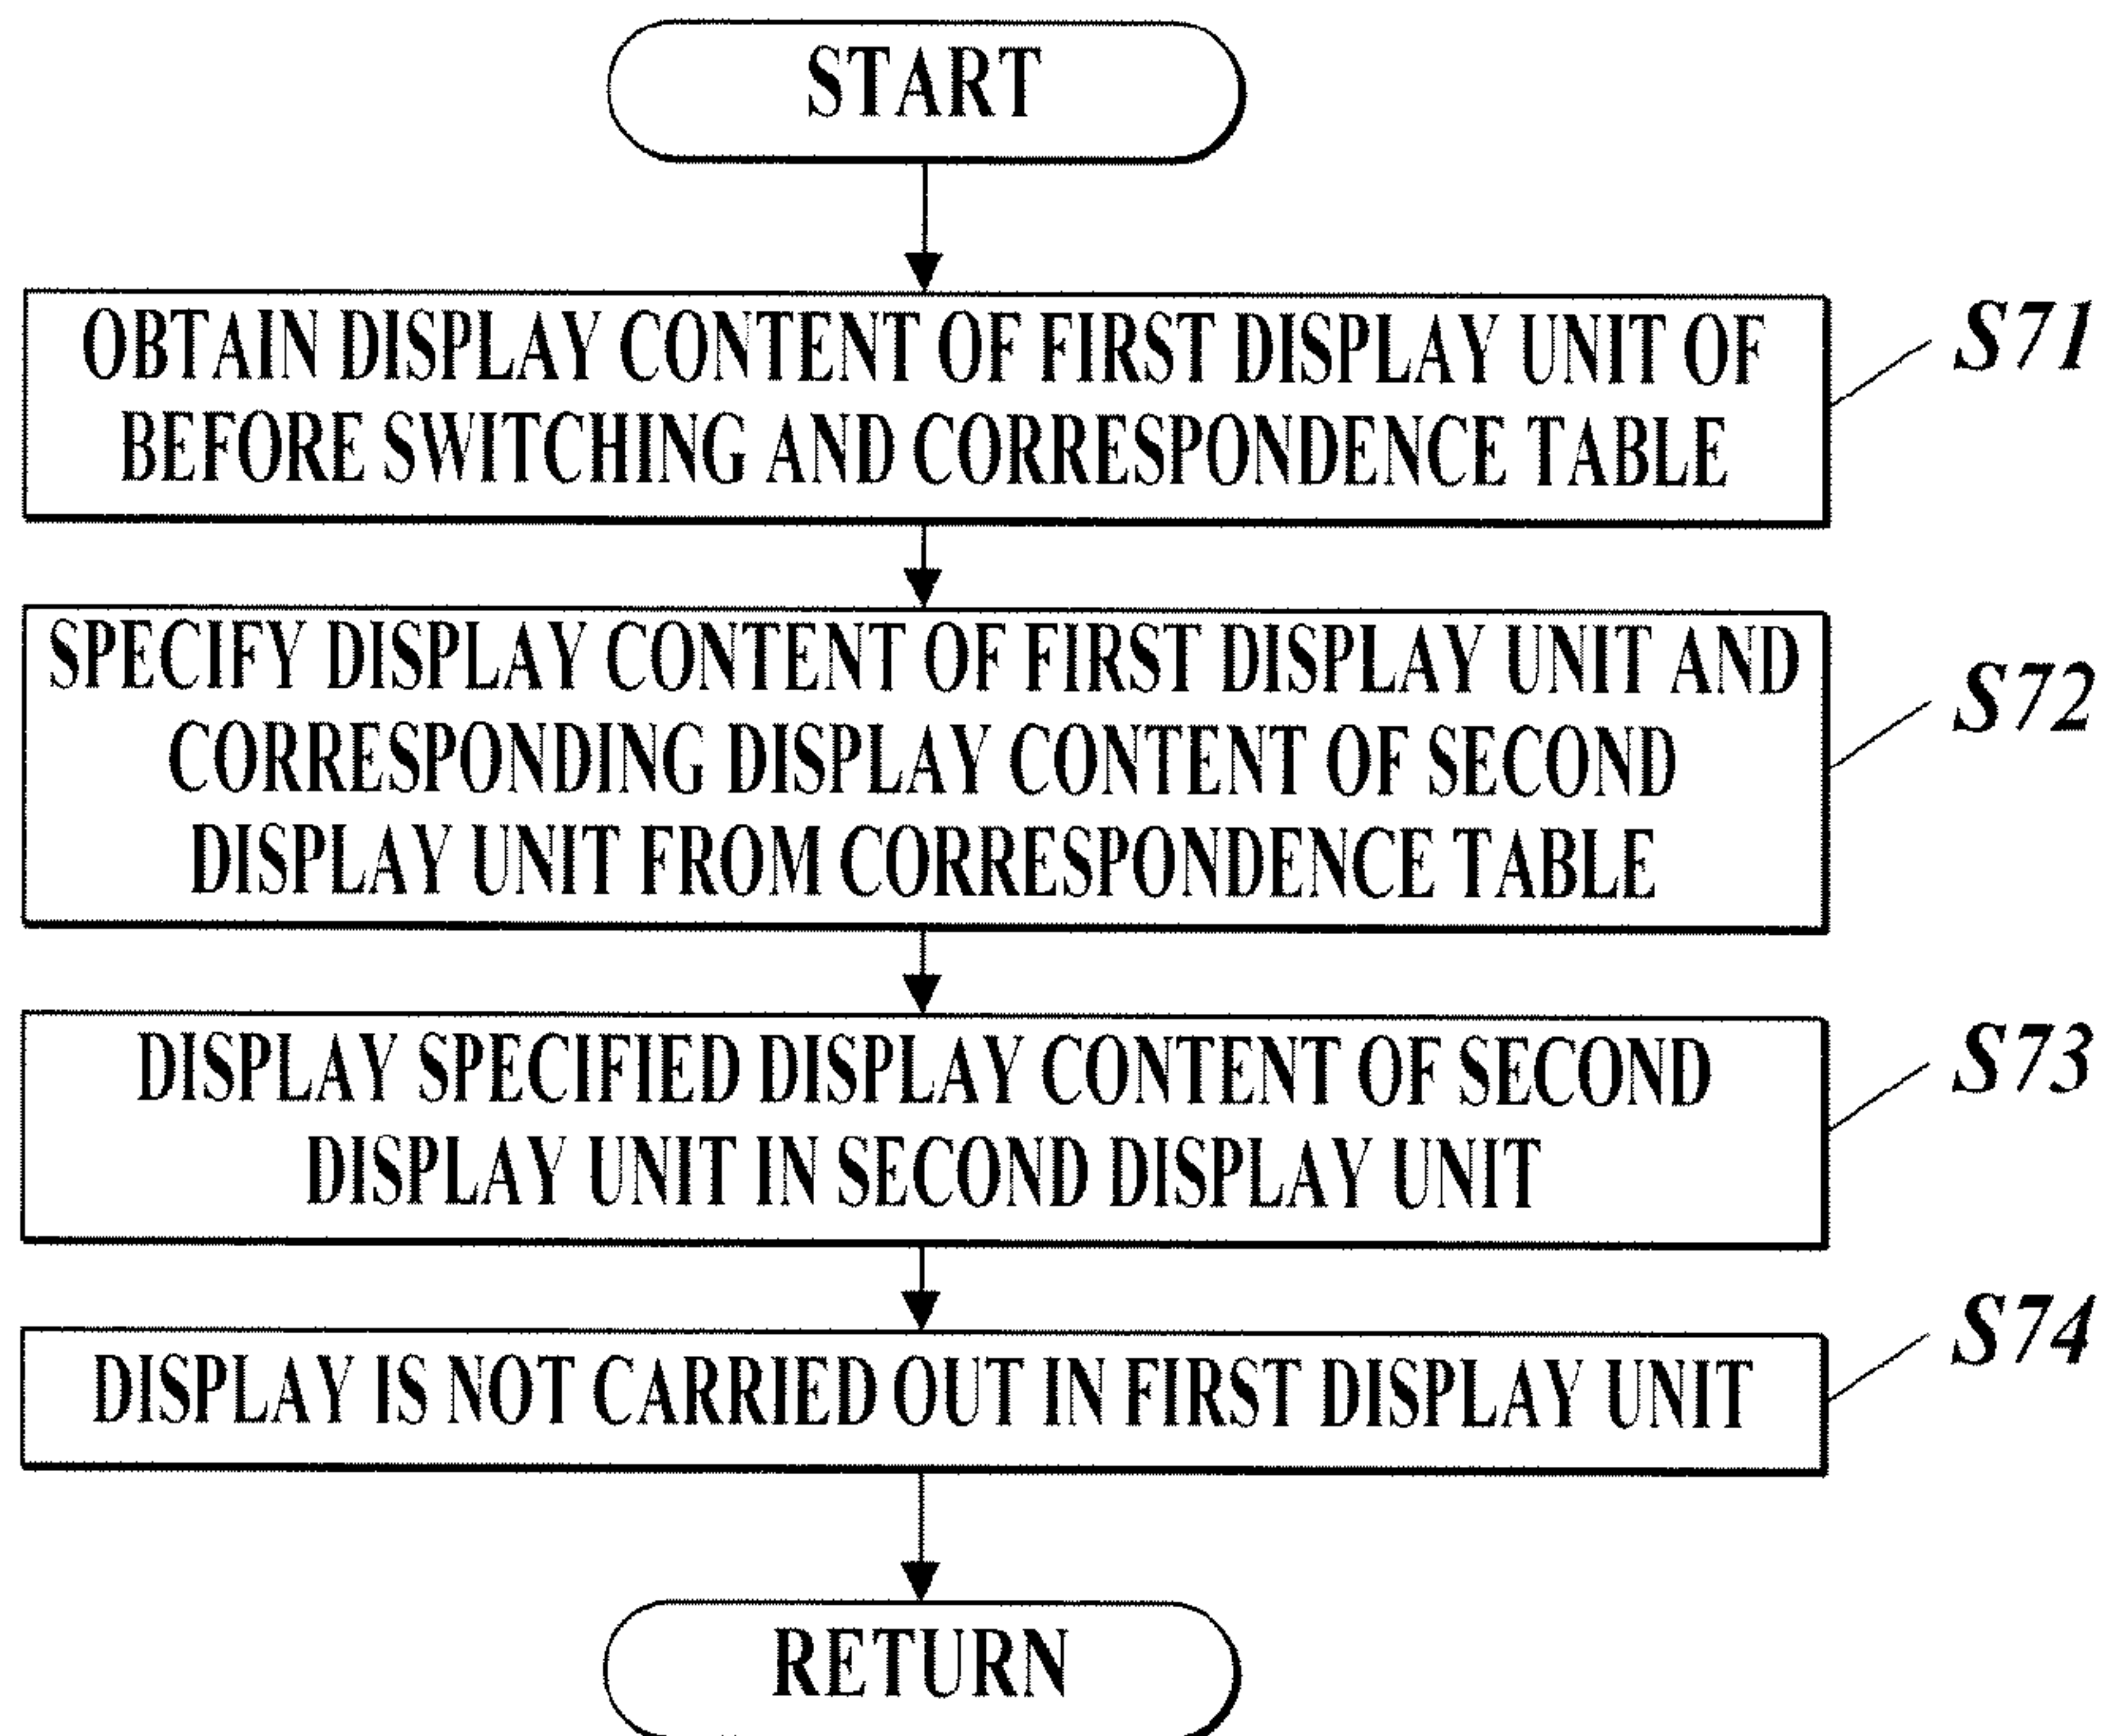 START
OBTAIN DISPLAY CONTENT OF FIRST DISPLAY UNIT OF
BEFORE SWITCHING AND CORRESPONDENCE TABLE
S71
SPECIFY DISPLAY CONTENT OF FIRST DISPLAY UNIT AND
CORRESPONDING DISPLAY CONTENT OF SECOND
DISPLAY UNIT FROM CORRESPONDENCE TABLE
S72
DISPLAY SPECIFIED DISPLAY CONTENT OF SECOND
DISPLAY UNIT IN SECOND DISPLAY UNIT
S73
DISPLAY IS NOT CARRIED OUT IN FIRST DISPLAY UNIT
S74
RETURN